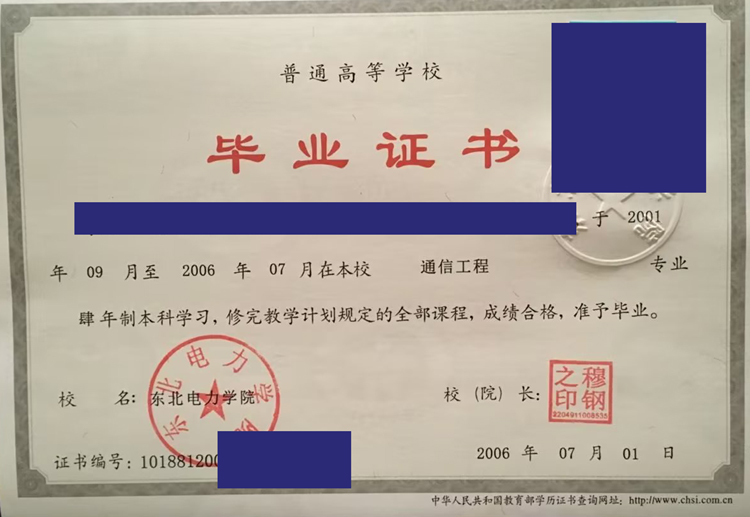 普通高等学校
毕业证书
于 2001
年 09 月至 2006 年 07 月在本校 通信工程 专业
肆年制本科学习，修完教学计划规定的全部课程，成绩合格，准予毕业。
校 名：东北电力学院
校（院）长：
穆钢之印
2204911008535
东北电力学院
证书编号：101881200
2006 年 07 月 01 日
中华人民共和国教育部学历证书查询网址：http://www.chsi.com.cn